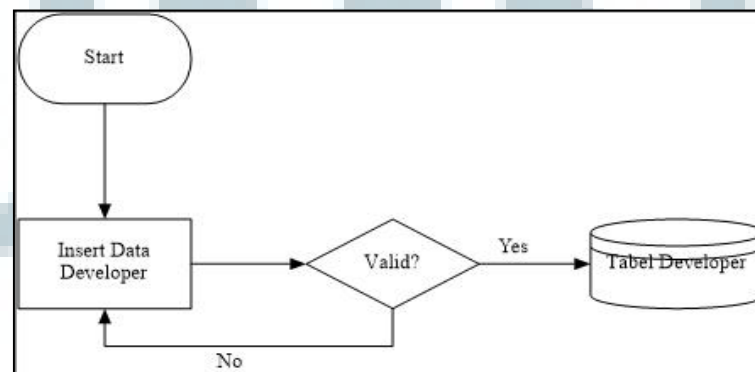 Start
Insert Data
Developer
Valid?
Yes
Tabel Developer
No